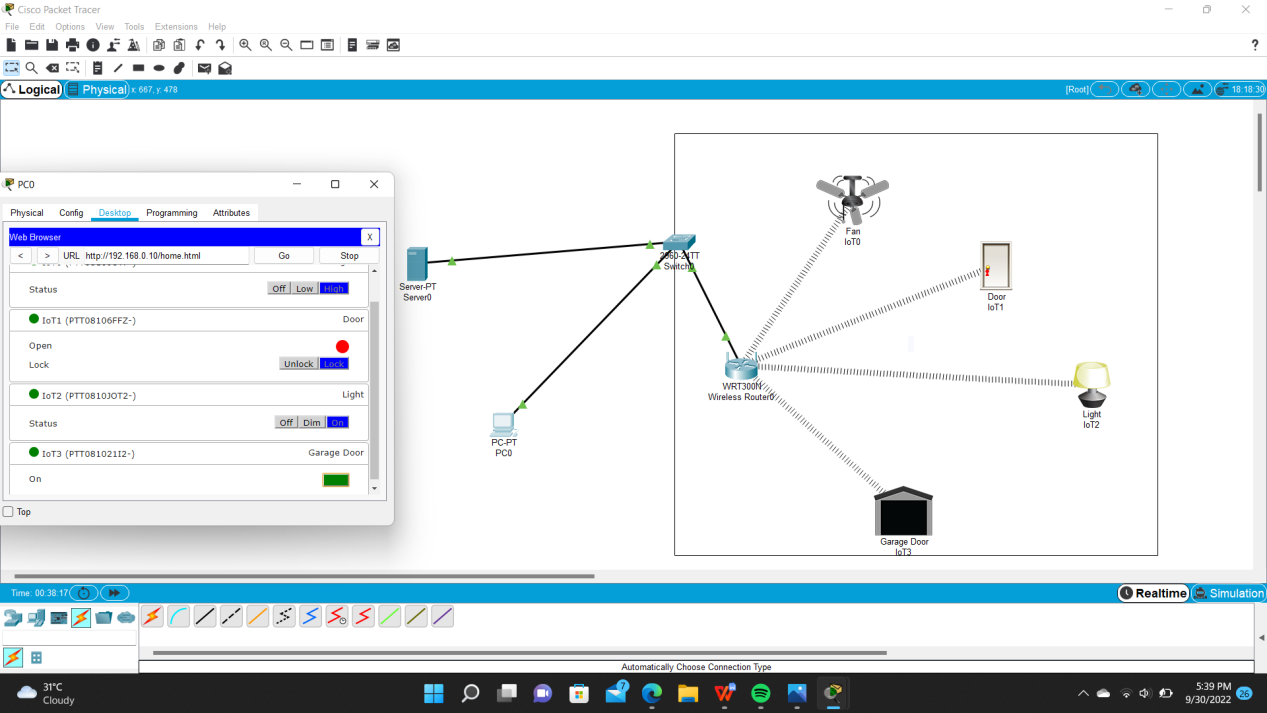 Cisco Packet Tracer
File Edit Options View Tools Extensions Help
?
Logical Physical x: 667, y: 478 [Root] 18:18:30
PC0
Physical Config Desktop Programming Attributes
Web Browser X
< > URL http://192.168.0.10/home.html Go Stop
Status Off Low High
IoT1 (PTT08106FFZ-) Door
Open
Lock Unlock Lock
IoT2 (PTT0810JOT2-) Light
Status Off Dim On
IoT3 (PTT081021I2-) Garage Door
On
Top
Server-PT
Server0
2960-24TT
Switch0
PC-PT
PC0
WRT300N
Wireless Router0
Fan
IoT0
Door
IoT1
Light
IoT2
Garage Door
IoT3
Time: 00:38:17 Realtime Simulation
Automatically Choose Connection Type
31°C
Cloudy
7
5:39 PM
9/30/2022
26